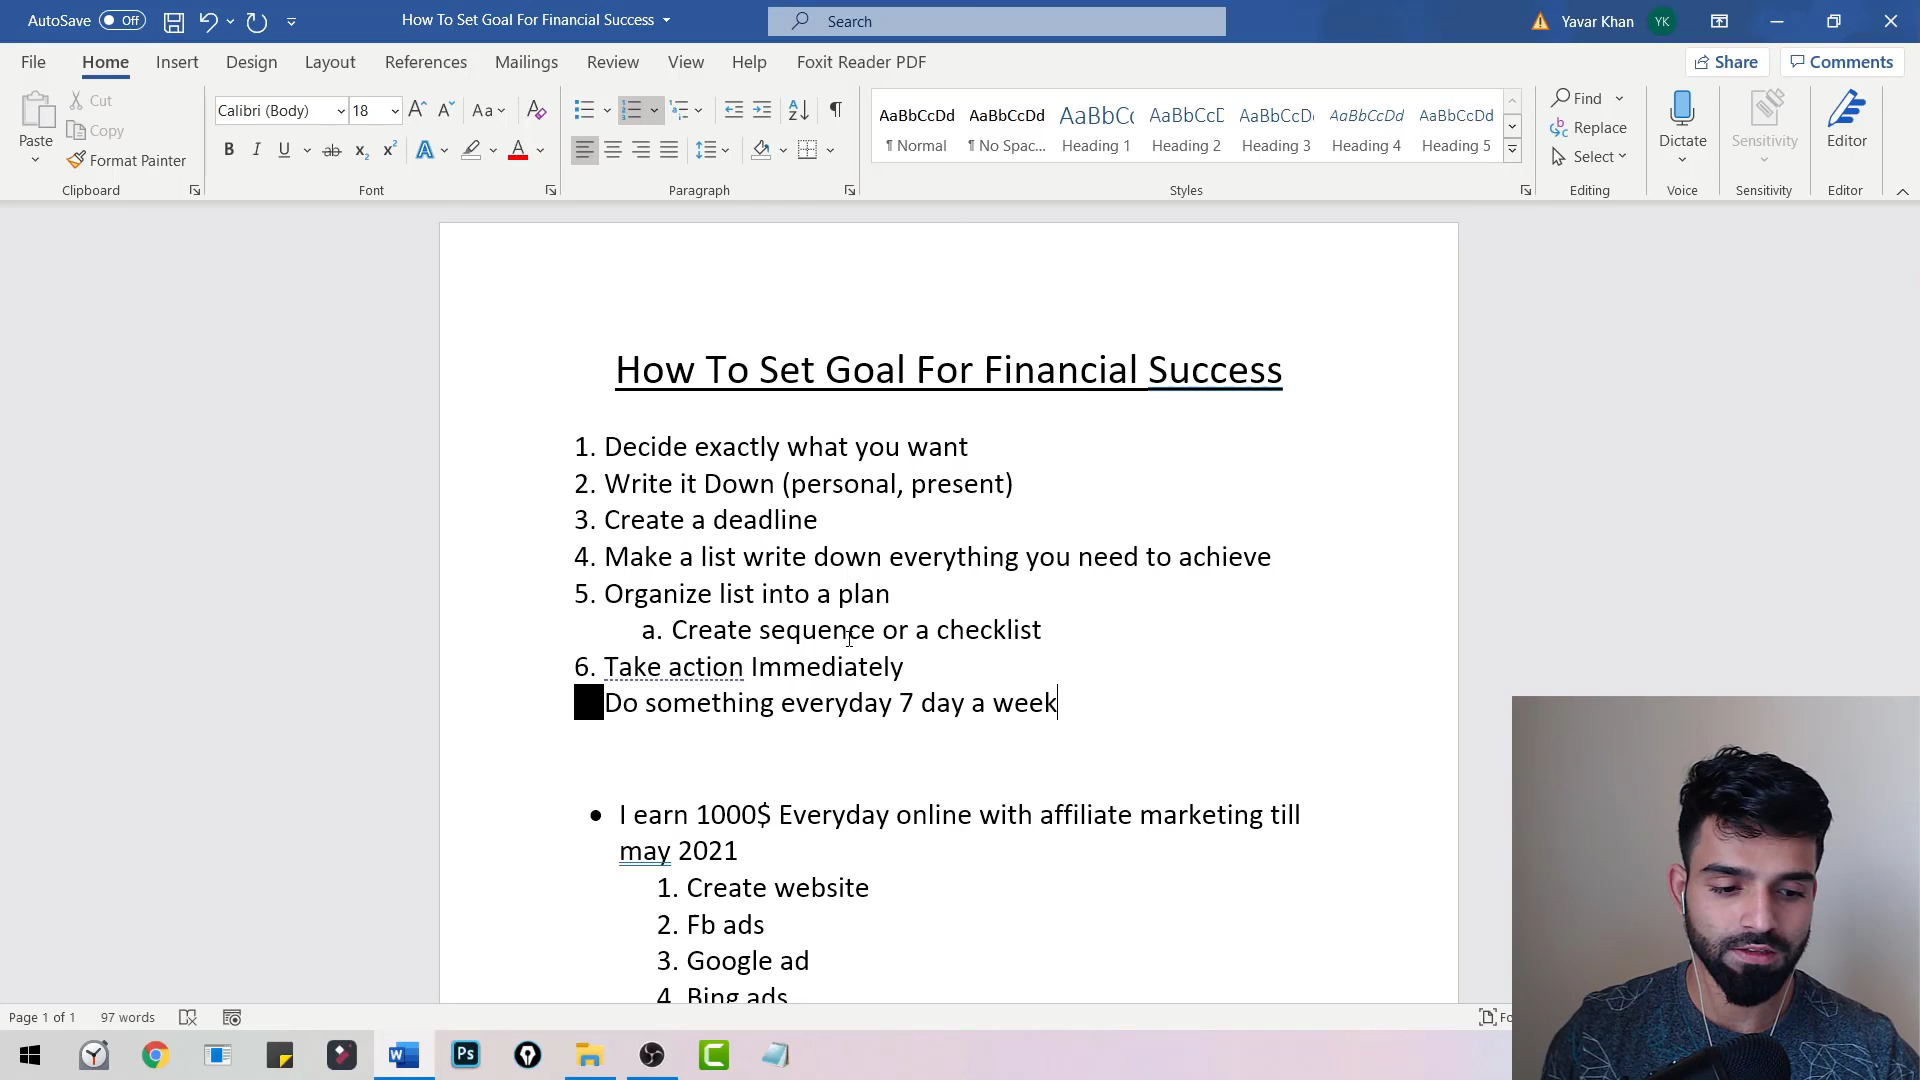 AutoSave Off How To Set Goal For Financial Success Search Yavar Khan YK
File Home Insert Design Layout References Mailings Review View Help Foxit Reader PDF Share Comments
Paste Cut Copy Format Painter
Clipboard
Calibri (Body) 18 Aa
B I U ab x₂ x² A A
Font
Paragraph
AaBbCcDd AaBbCcDd AaBbCc AaBbCcD AaBbCcDd AaBbCcDd AaBbCcDd
¶ Normal ¶ No Spac... Heading 1 Heading 2 Heading 3 Heading 4 Heading 5
Styles
Find
Replace
Select
Editing
Dictate
Voice
Sensitivity
Sensitivity
Editor
Editor
How To Set Goal For Financial Success
1. Decide exactly what you want
2. Write it Down (personal, present)
3. Create a deadline
4. Make a list write down everything you need to achieve
5. Organize list into a plan
a. Create sequence or a checklist
6. Take action Immediately
Do something everyday 7 day a week
• I earn 1000$ Everyday online with affiliate marketing till
may 2021
1. Create website
2. Fb ads
3. Google ad
4. Bing ads
Page 1 of 1 97 words Fo
Ps